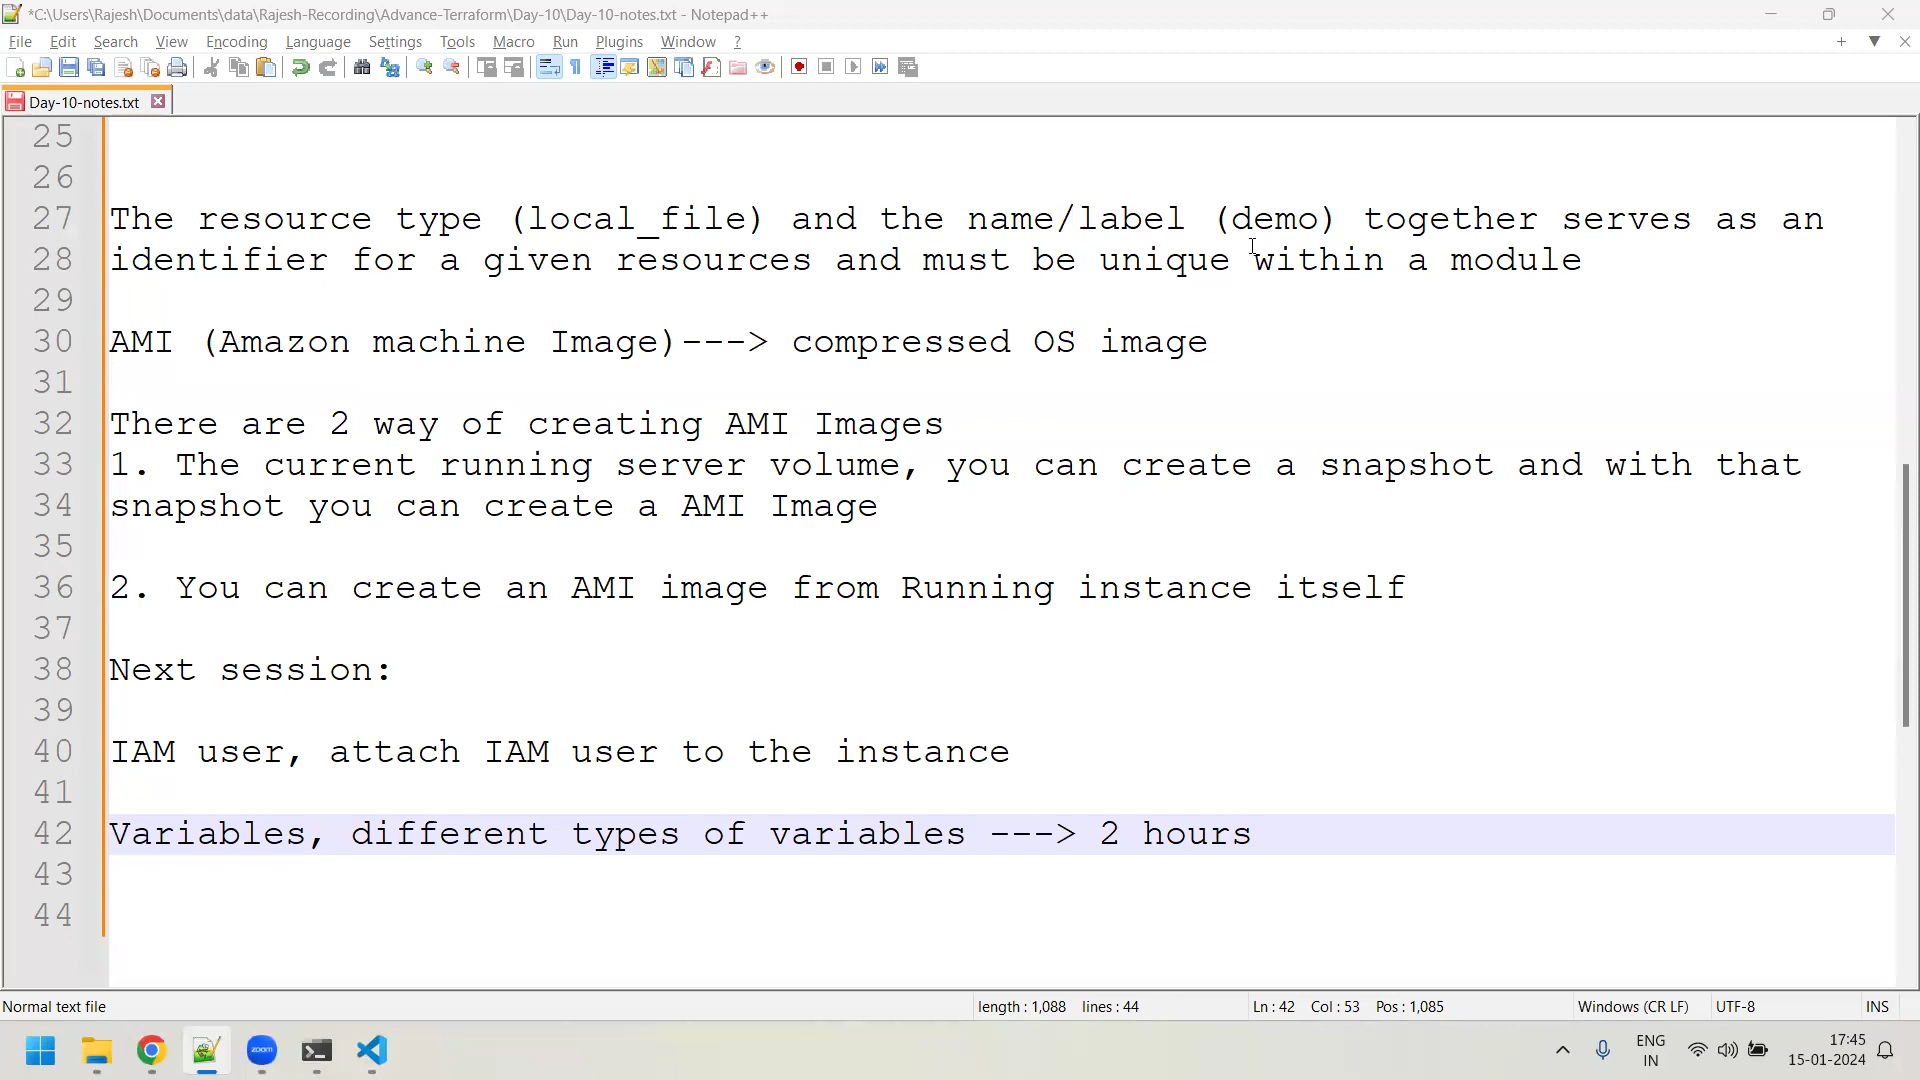 *C:\Users\Rajesh\Documents\data\Rajesh-Recording\Advance-Terraform\Day-10\Day-10-notes.txt - Notepad++
File Edit Search View Encoding Language Settings Tools Macro Run Plugins Window ?
Day-10-notes.txt
25
26
27 The resource type (local_file) and the name/label (demo) together serves as an
28 identifier for a given resources and must be unique within a module
29
30 AMI (Amazon machine Image)---> compressed OS image
31
32 There are 2 way of creating AMI Images
33 1. The current running server volume, you can create a snapshot and with that
34 snapshot you can create a AMI Image
35
36 2. You can create an AMI image from Running instance itself
37
38 Next session:
39
40 IAM user, attach IAM user to the instance
41
42 Variables, different types of variables ---> 2 hours
43
44
Normal text file length : 1,088 lines : 44 Ln : 42 Col : 53 Pos : 1,085 Windows (CR LF) UTF-8 INS
zoom
ENG 17:45
IN 15-01-2024